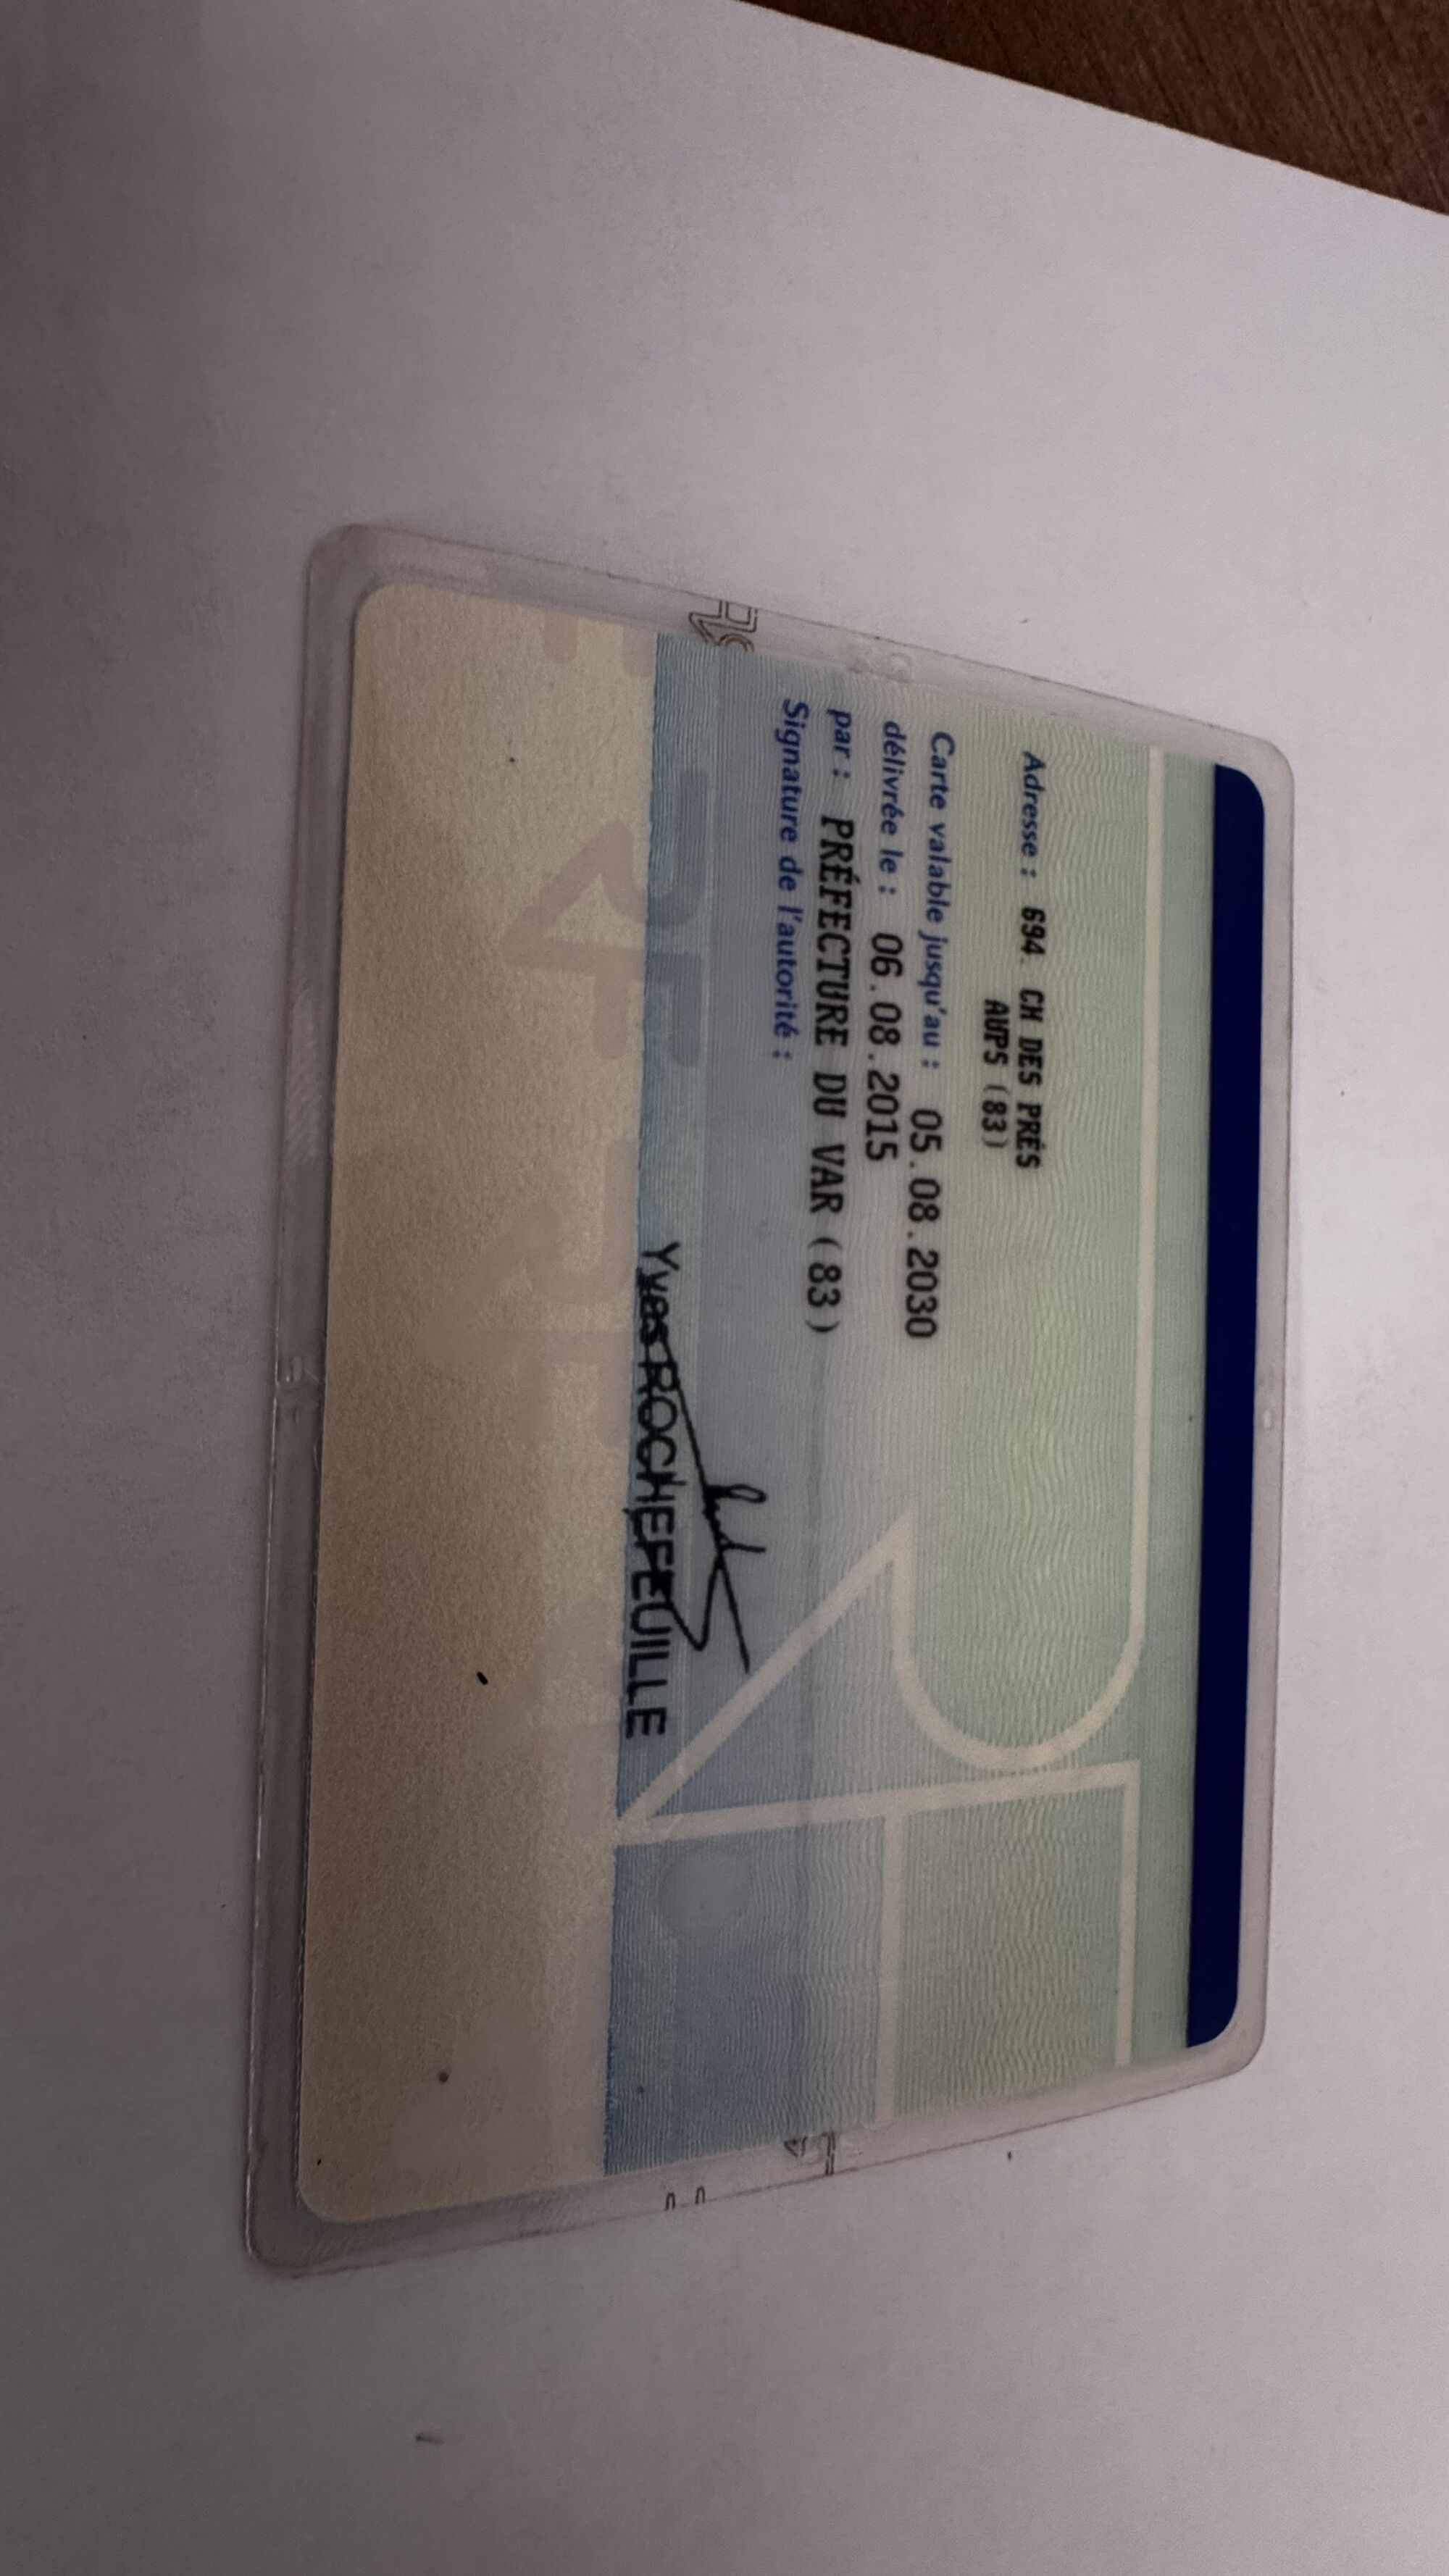 Adresse : 694. CH DES PRÉS
AUPS (83)
Carte valable jusqu'au : 05.08.2030
délivrée le : 06.08.2015
par : PRÉFECTURE DU VAR (83)
Signature de l'autorité :
Yves ROCHEFEUILLE